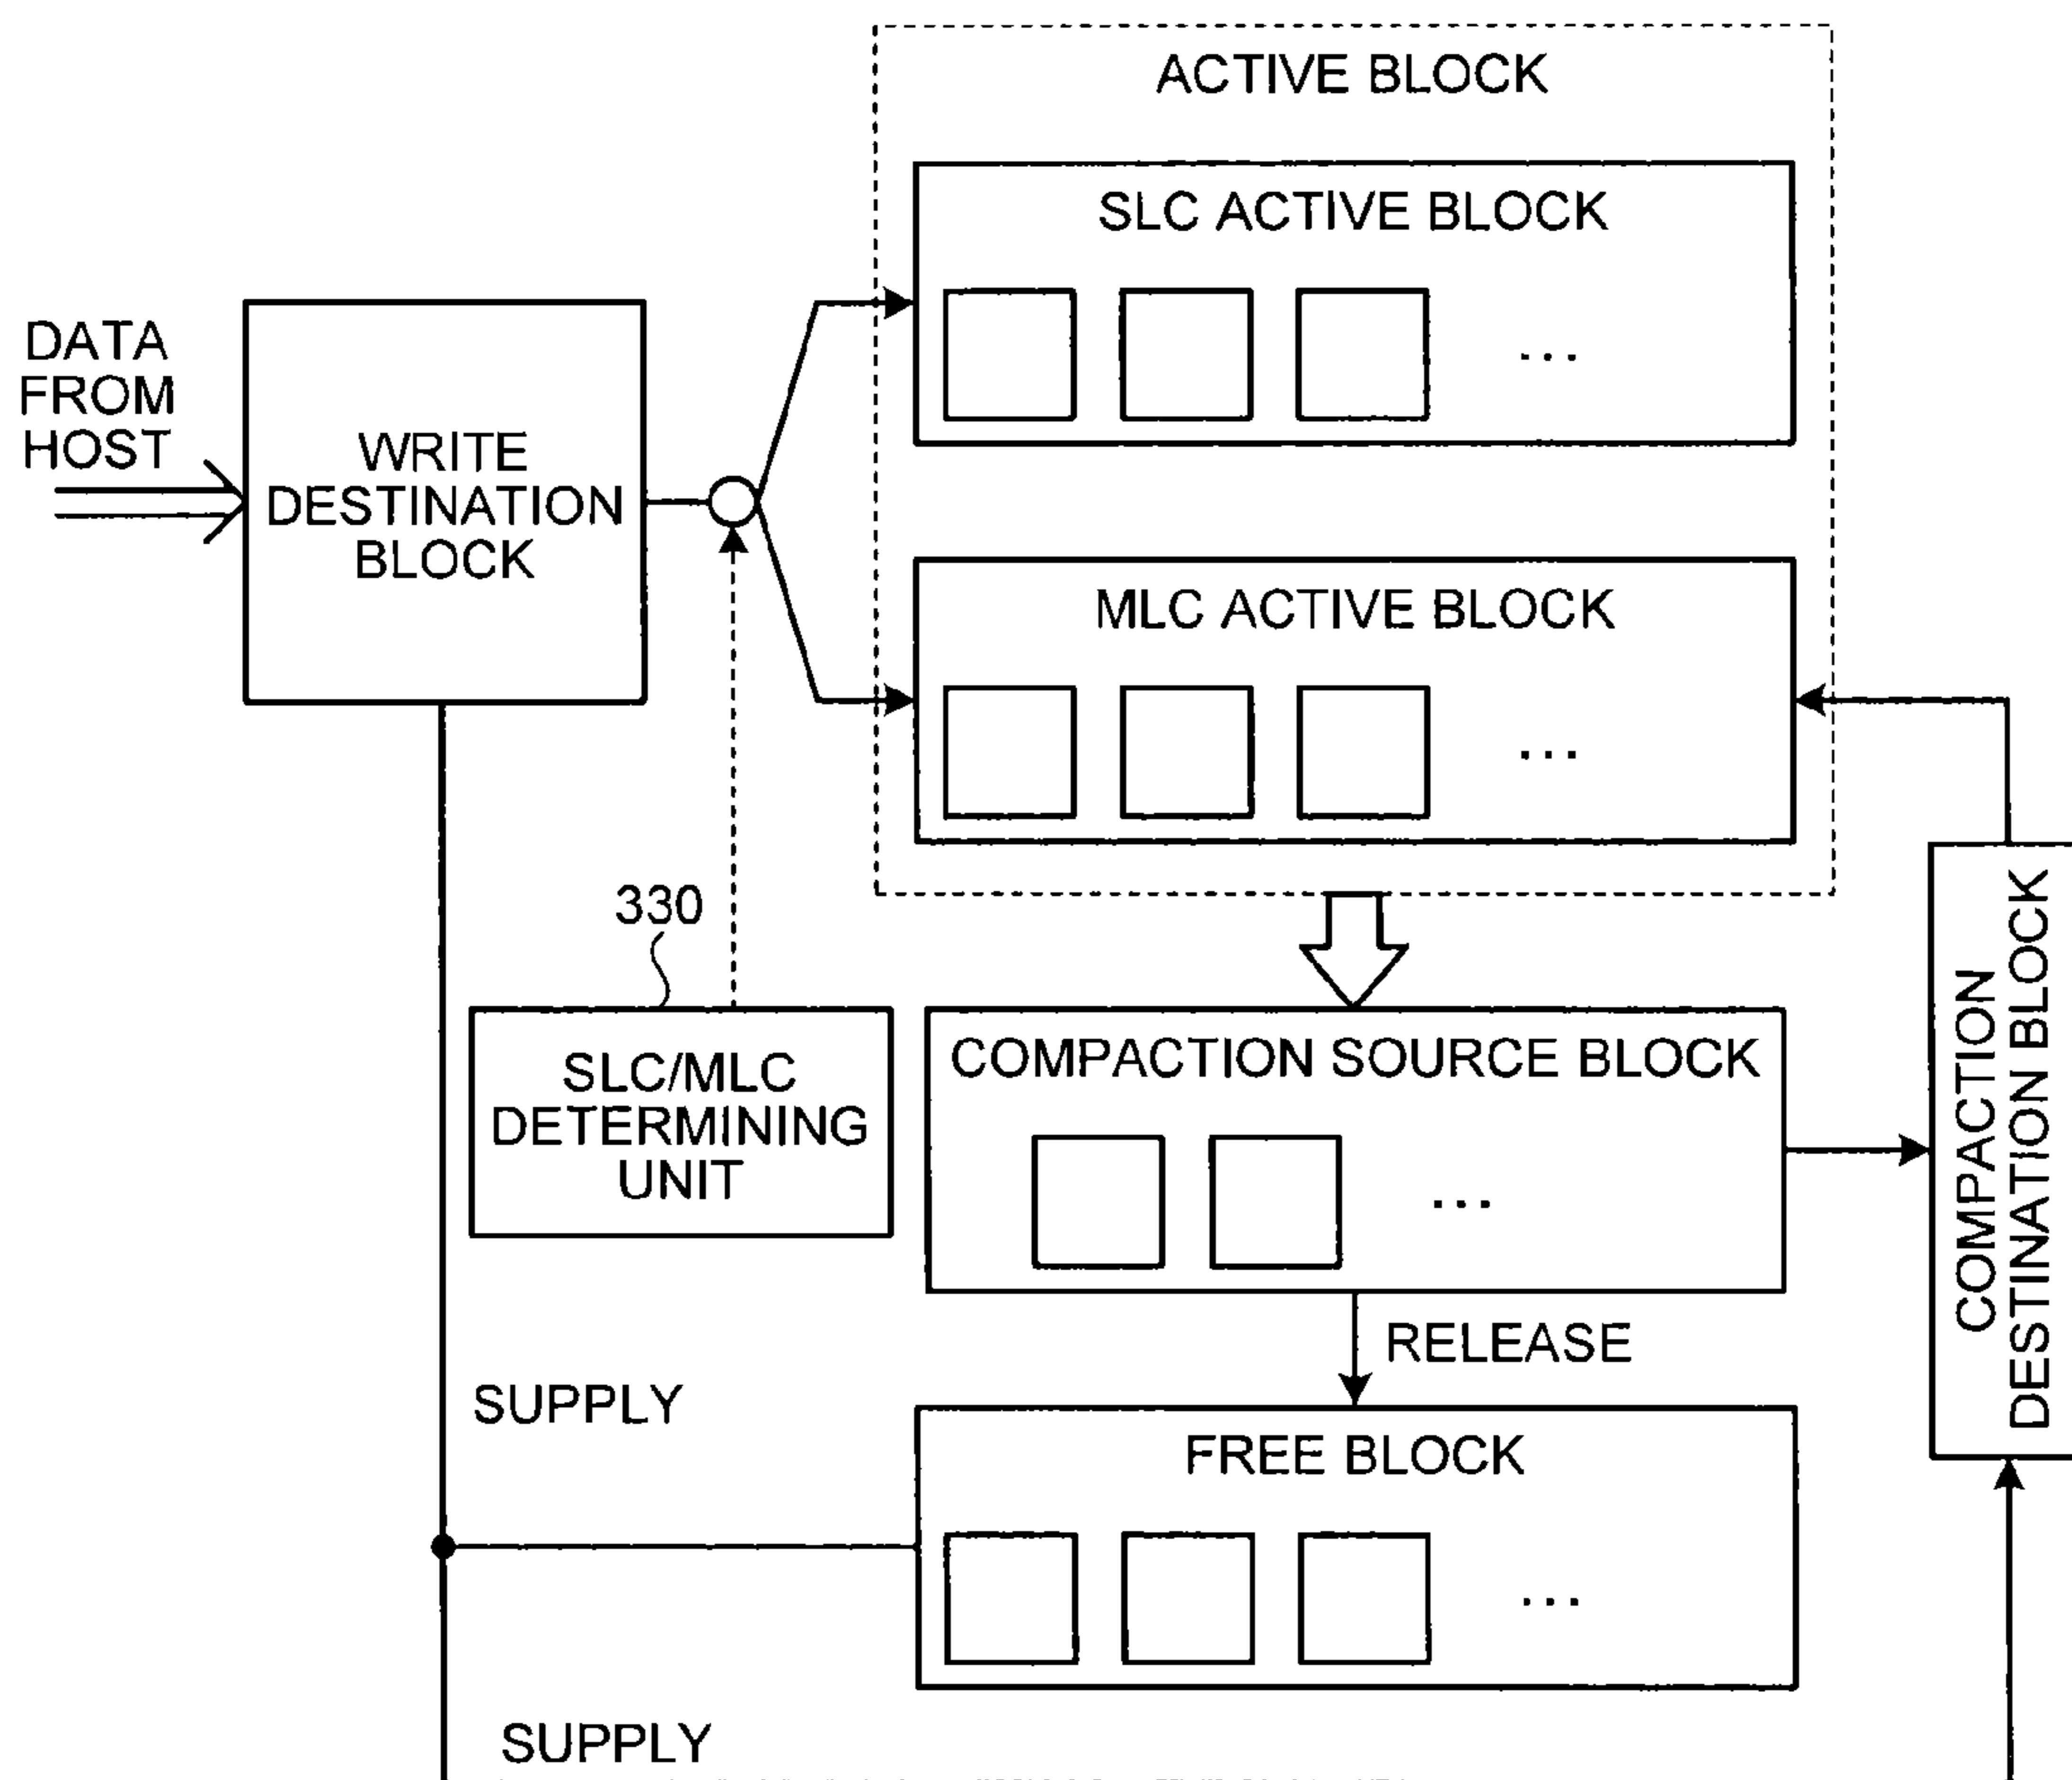 ACTIVE BLOCK
SLC ACTIVE BLOCK
...
DATA
FROM
HOST
WRITE
DESTINATION
BLOCK
MLC ACTIVE BLOCK
...
330
SLC/MLC
DETERMINING
UNIT
COMPACTION SOURCE BLOCK
...
COMPACTION
DESTINATION BLOCK
RELEASE
SUPPLY
FREE BLOCK
...
SUPPLY